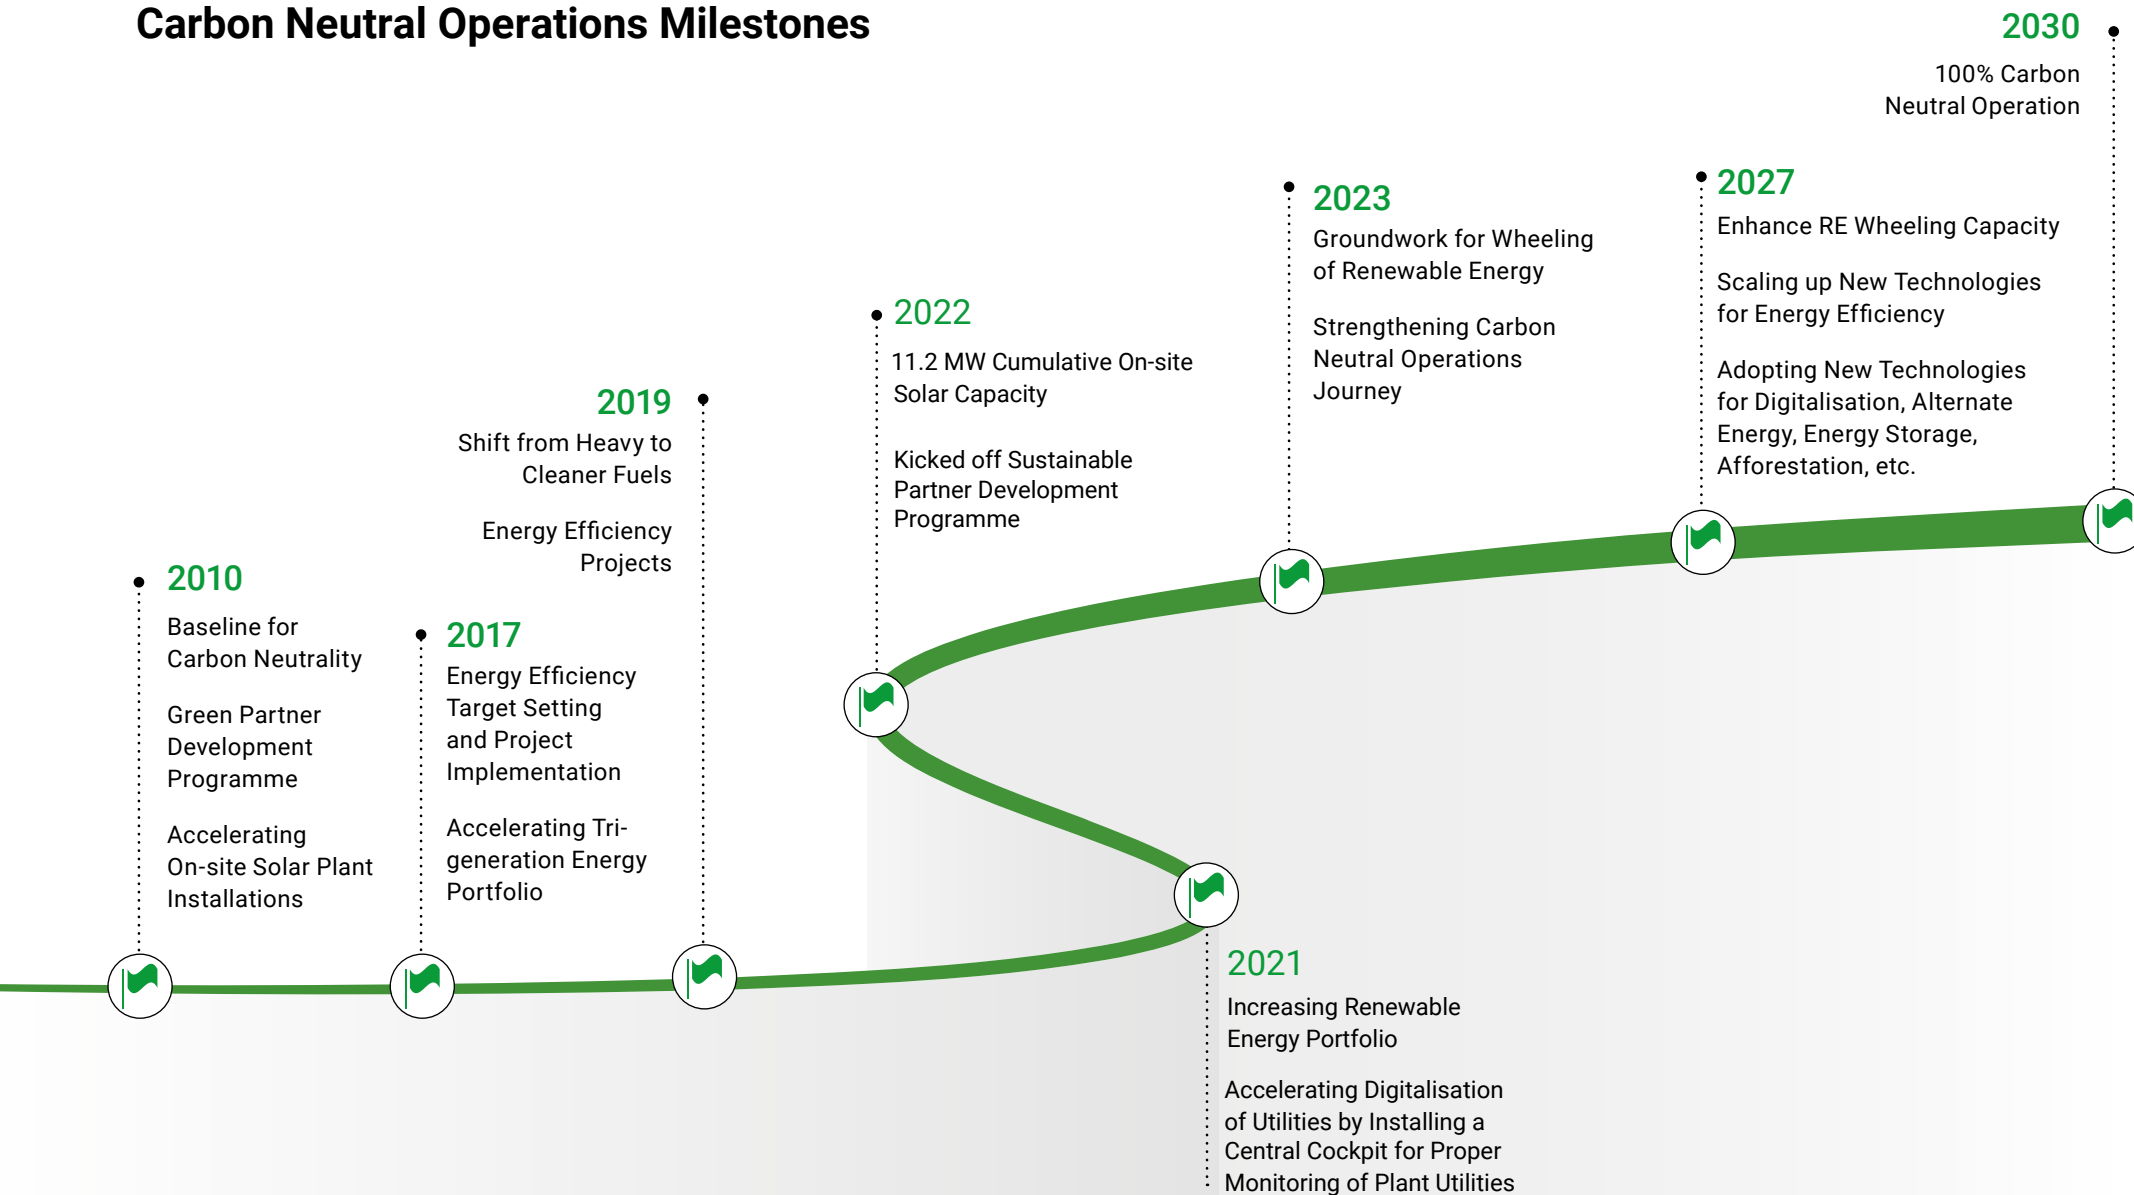 Carbon Neutral Operations Milestones
2010
Baseline for
Carbon Neutrality
Green Partner
Development
Programme
Accelerating
On-site Solar Plant
Installations
2017
Energy Efficiency
Target Setting
and Project
Implementation
Accelerating Tri-
generation Energy
Portfolio
2019
Shift from Heavy to
Cleaner Fuels
Energy Efficiency
Projects
2021
Increasing Renewable
Energy Portfolio
Accelerating Digitalisation
of Utilities by Installing a
Central Cockpit for Proper
Monitoring of Plant Utilities
2022
11.2 MW Cumulative On-site
Solar Capacity
Kicked off Sustainable
Partner Development
Programme
2023
Groundwork for Wheeling
of Renewable Energy
Strengthening Carbon
Neutral Operations
Journey
2027
Enhance RE Wheeling Capacity
Scaling up New Technologies
for Energy Efficiency
Adopting New Technologies
for Digitalisation, Alternate
Energy, Energy Storage,
Afforestation, etc.
2030
100% Carbon
Neutral Operation